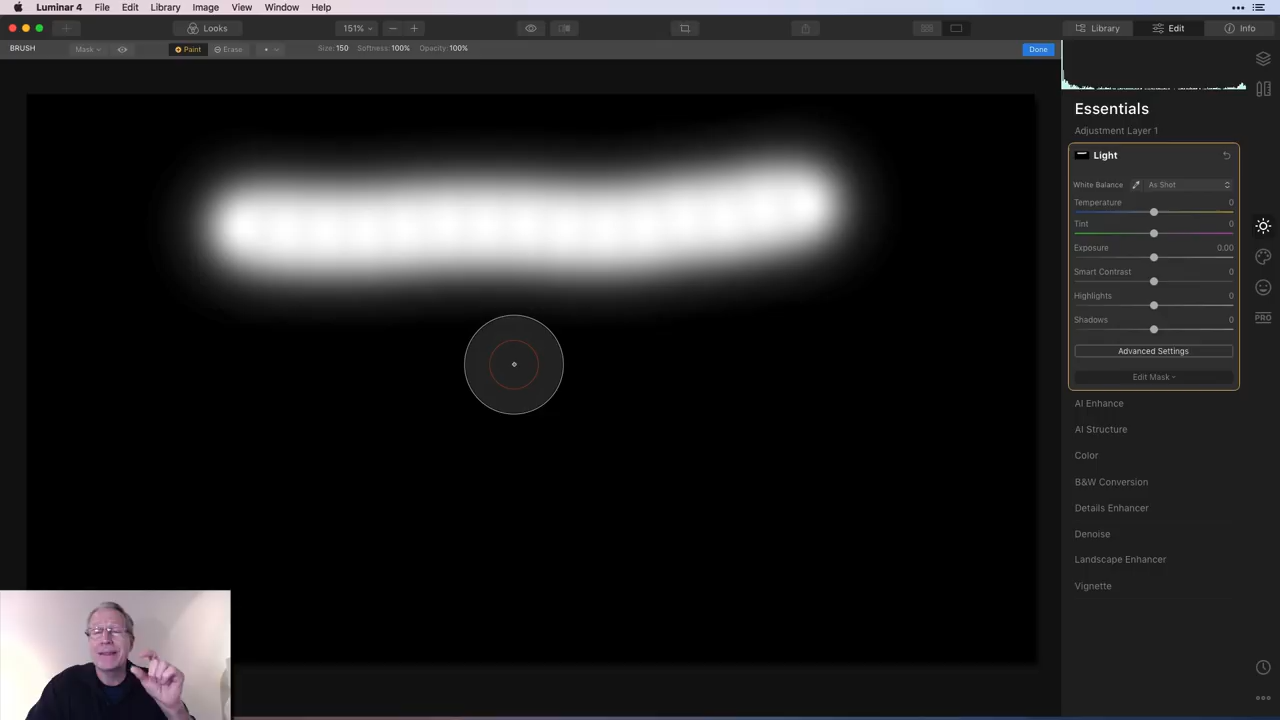 Luminar 4 File Edit Library Image View Window Help
Looks 151% Library Edit Info
BRUSH Mask Paint Erase Size: 150 Softness: 100% Opacity: 100% Done
Essentials
Adjustment Layer 1
Light
White Balance As Shot
Temperature 0
Tint 0
Exposure 0.00
Smart Contrast 0
Highlights 0
Shadows 0
PRO
Advanced Settings
Edit Mask
AI Enhance
AI Structure
Color
B&W Conversion
Details Enhancer
Denoise
Landscape Enhancer
Vignette